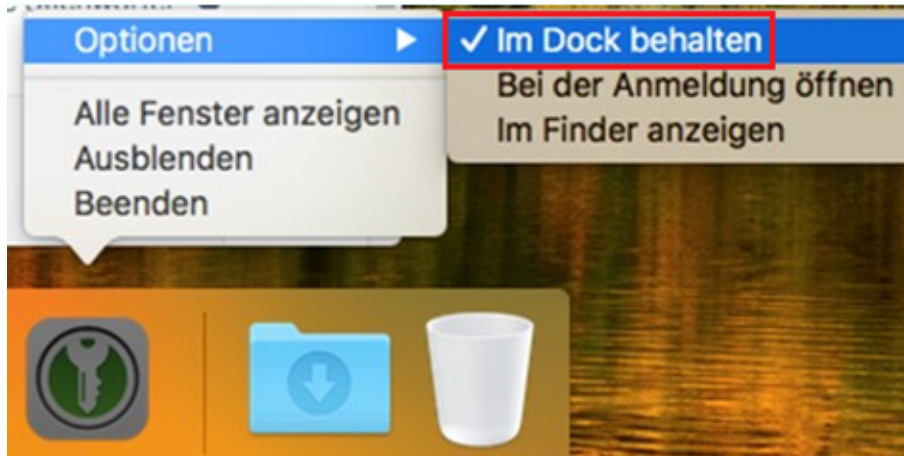 Optionen
✓ Im Dock behalten
Bei der Anmeldung öffnen
Im Finder anzeigen
Alle Fenster anzeigen
Ausblenden
Beenden